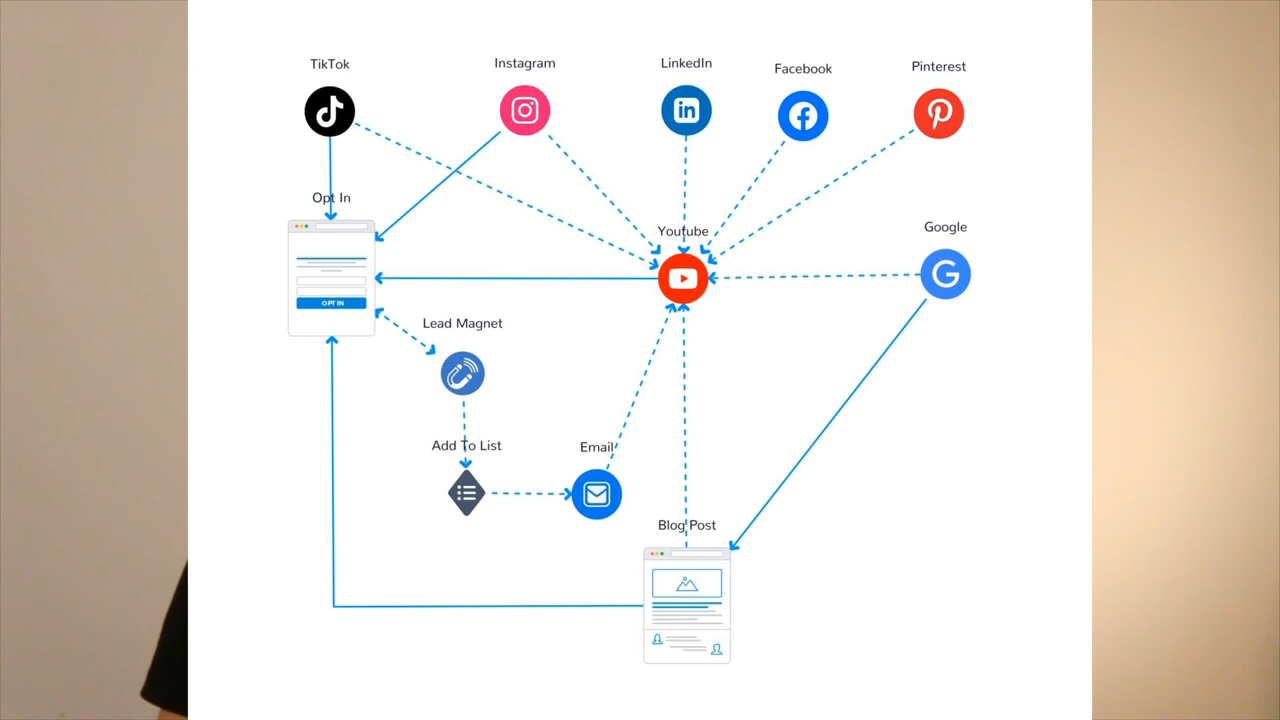 TikTok
Instagram
LinkedIn
Facebook
Pinterest
Opt In
Youtube
Google
OPT IN
Lead Magnet
Add To List
Email
Blog Post